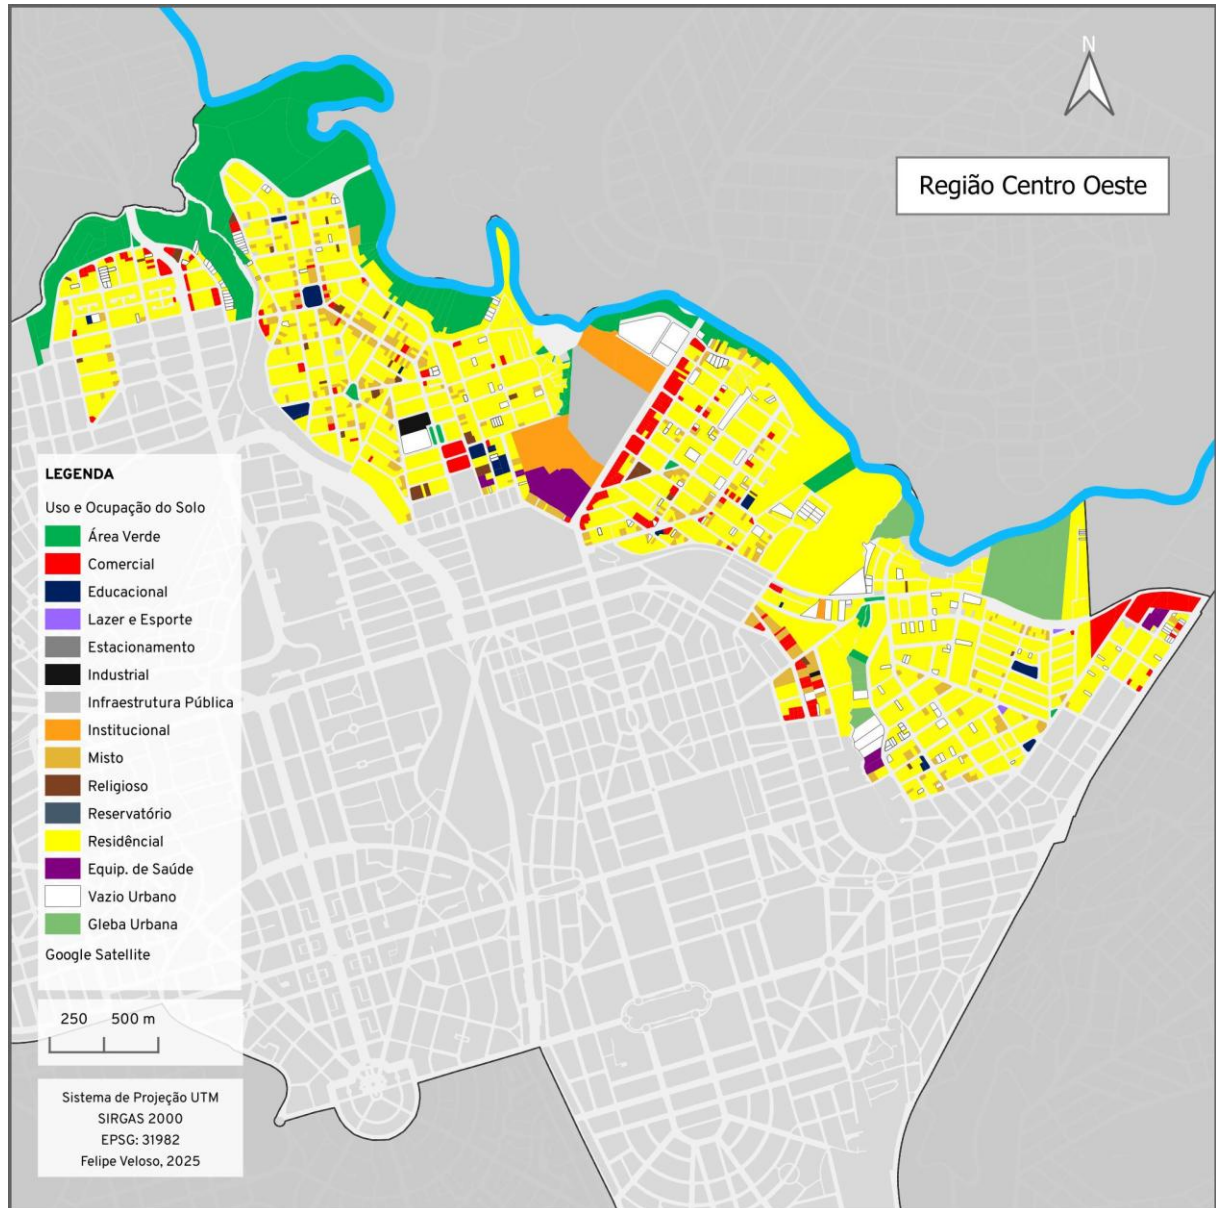 N
Região Centro Oeste
LEGENDA
Uso e Ocupação do Solo
Área Verde
Comercial
Educacional
Lazer e Esporte
Estacionamento
Industrial
Infraestrutura Pública
Institucional
Misto
Religioso
Reservatório
Residêncial
Equip. de Saúde
Vazio Urbano
Gleba Urbana
Google Satellite
250 500 m
Sistema de Projeção UTM
SIRGAS 2000
EPSG: 31982
Felipe Veloso, 2025